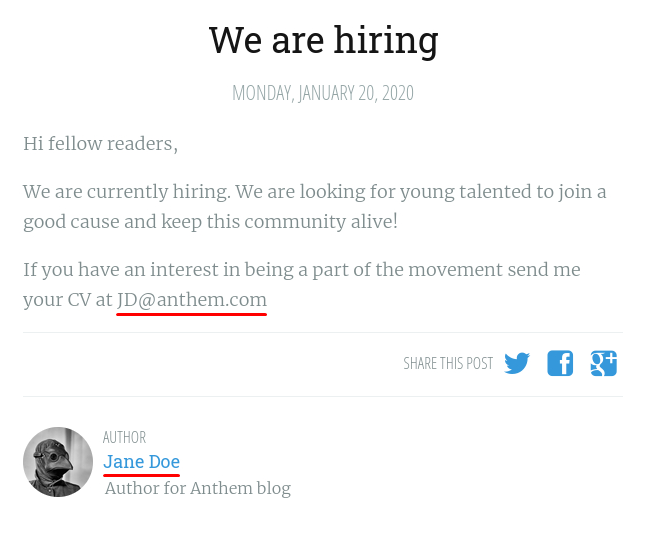 We are hiring
MONDAY, JANUARY 20, 2020
Hi fellow readers,
We are currently hiring. We are looking for young talented to join a
good cause and keep this community alive!
If you have an interest in being a part of the movement send me
your CV at JD@anthem.com
SHARE THIS POST
AUTHOR
Jane Doe
Author for Anthem blog